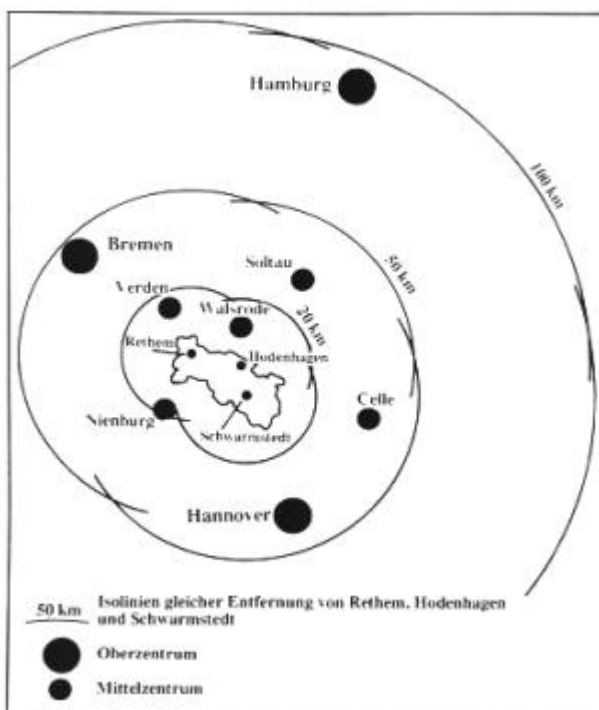 Hamburg
100 km
Bremen
Soltau
50 km
Verden
Walsrode
20 km
Rethem
Hodenhagen
Nienburg
Celle
Schwarmstedt
Hannover
50 km
Isolinien gleicher Entfernung von Rethem, Hodenhagen
und Schwarmstedt
Oberzentrum
Mittelzentrum